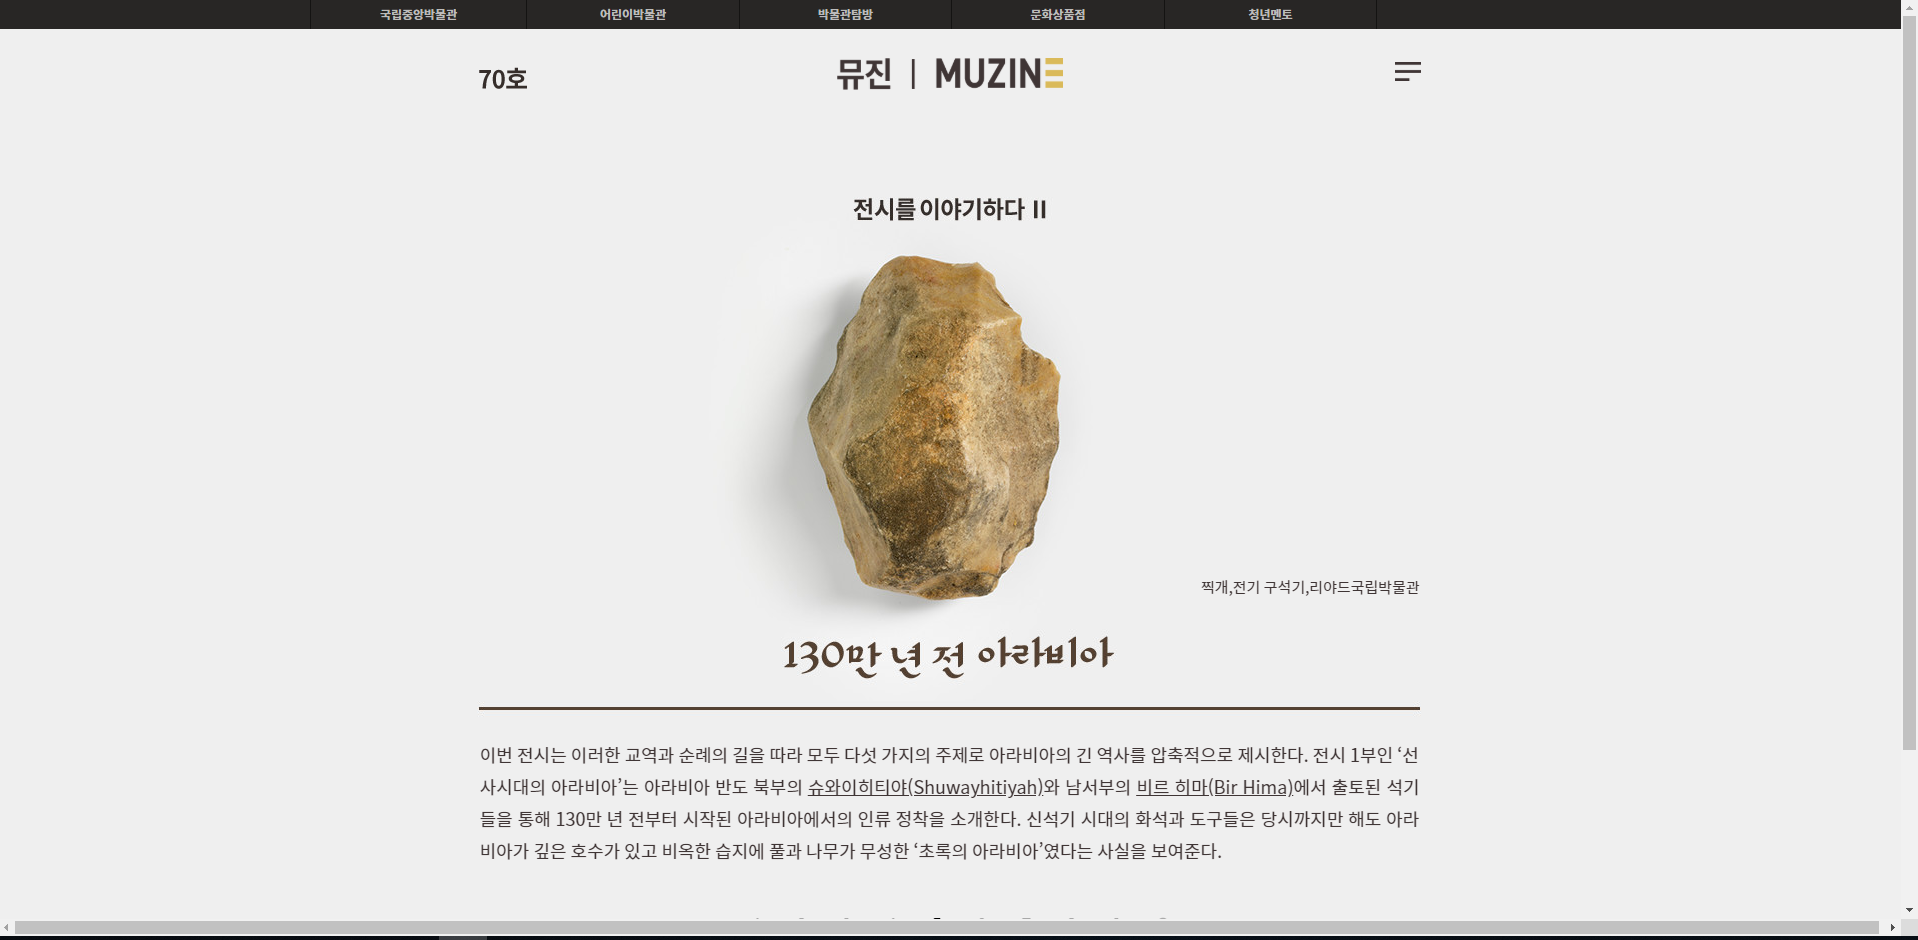 국립중앙박물관 어린이박물관 박물관탐방 문화상품점 청년멘토
70호 뮤진 | MUZINE
전시를 이야기하다 II
찍개,전기 구석기,리야드국립박물관
130만 년 전 아라비아
이번 전시는 이러한 교역과 순례의 길을 따라 모두 다섯 가지의 주제로 아라비아의 긴 역사를 압축적으로 제시한다. 전시 1부인 ‘선
사시대의 아라비아’는 아라비아 반도 북부의 슈와이히티야(Shuwayhitiyah)와 남서부의 비르 히마(Bir Hima)에서 출토된 석기
들을 통해 130만 년 전부터 시작된 아라비아에서의 인류 정착을 소개한다. 신석기 시대의 화석과 도구들은 당시까지만 해도 아라
비아가 깊은 호수가 있고 비옥한 습지에 풀과 나무가 무성한 ‘초록의 아라비아’였다는 사실을 보여준다.